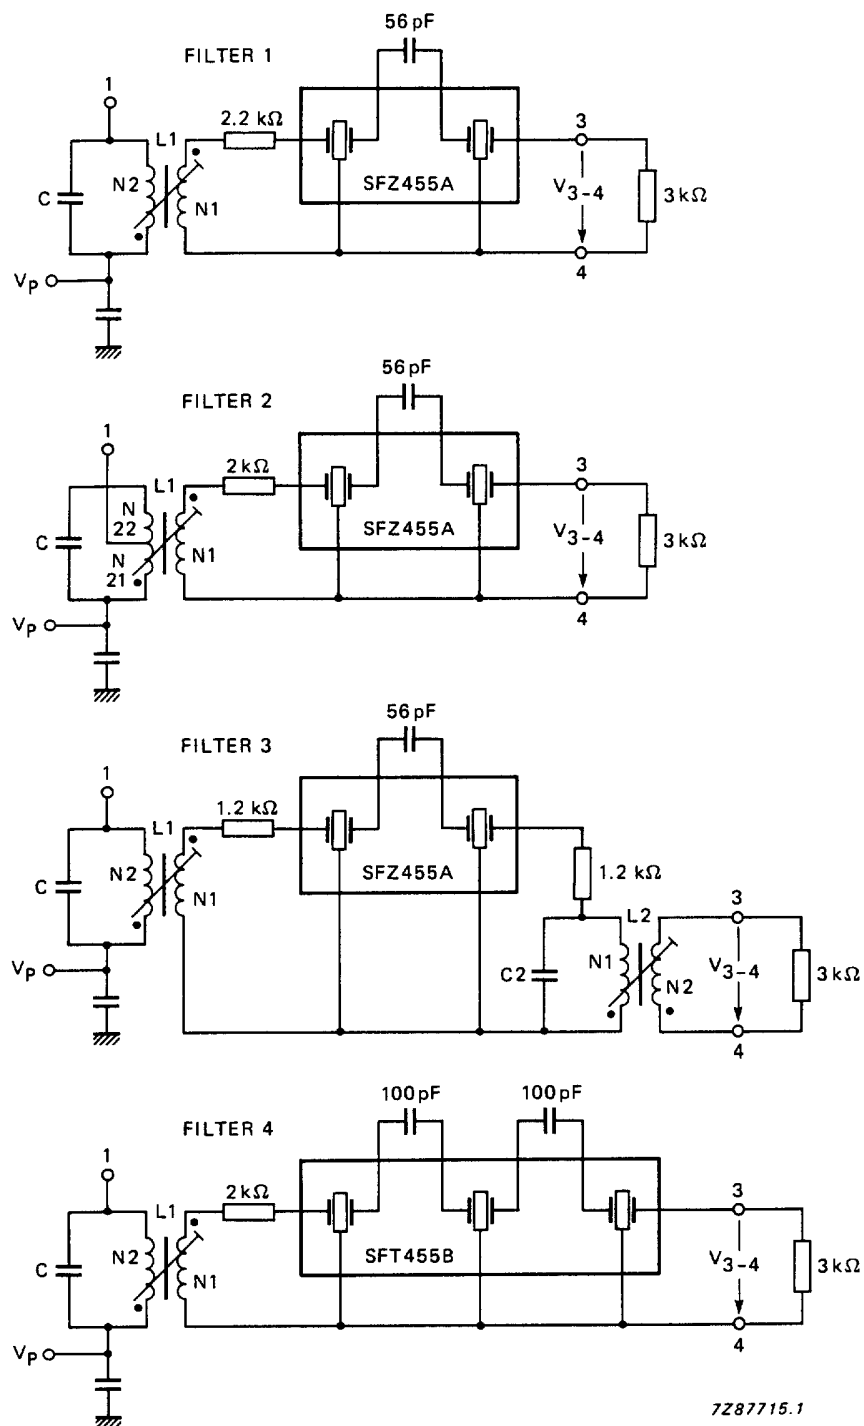 56 pF
FILTER 1
1
2.2 kΩ
L1
3
N2
N1
C
SFZ455A
V3-4
3 kΩ
4
VP
56 pF
FILTER 2
1
2 kΩ
L1
3
N
22
N
21
N1
C
SFZ455A
V3-4
3 kΩ
4
VP
56 pF
FILTER 3
1
1.2 kΩ
L1
N2
N1
C
SFZ455A
1.2 kΩ
L2
3
N1
N2
C2
V3-4
3 kΩ
4
VP
100 pF 100 pF
FILTER 4
1
2 kΩ
L1
3
N2
N1
C
SFT455B
V3-4
3 kΩ
4
VP
7Z87715.1